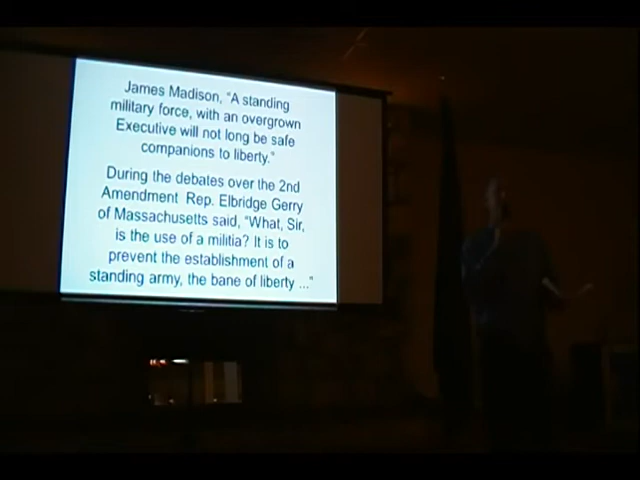 James Madison, "A standing
military force, with an overgrown
Executive will not long be safe
companions to liberty."
During the debates over the 2nd
Amendment Rep. Elbridge Gerry
of Massachusetts said, "What, Sir,
is the use of a militia? It is to
prevent the establishment of a
standing army, the bane of liberty ..."